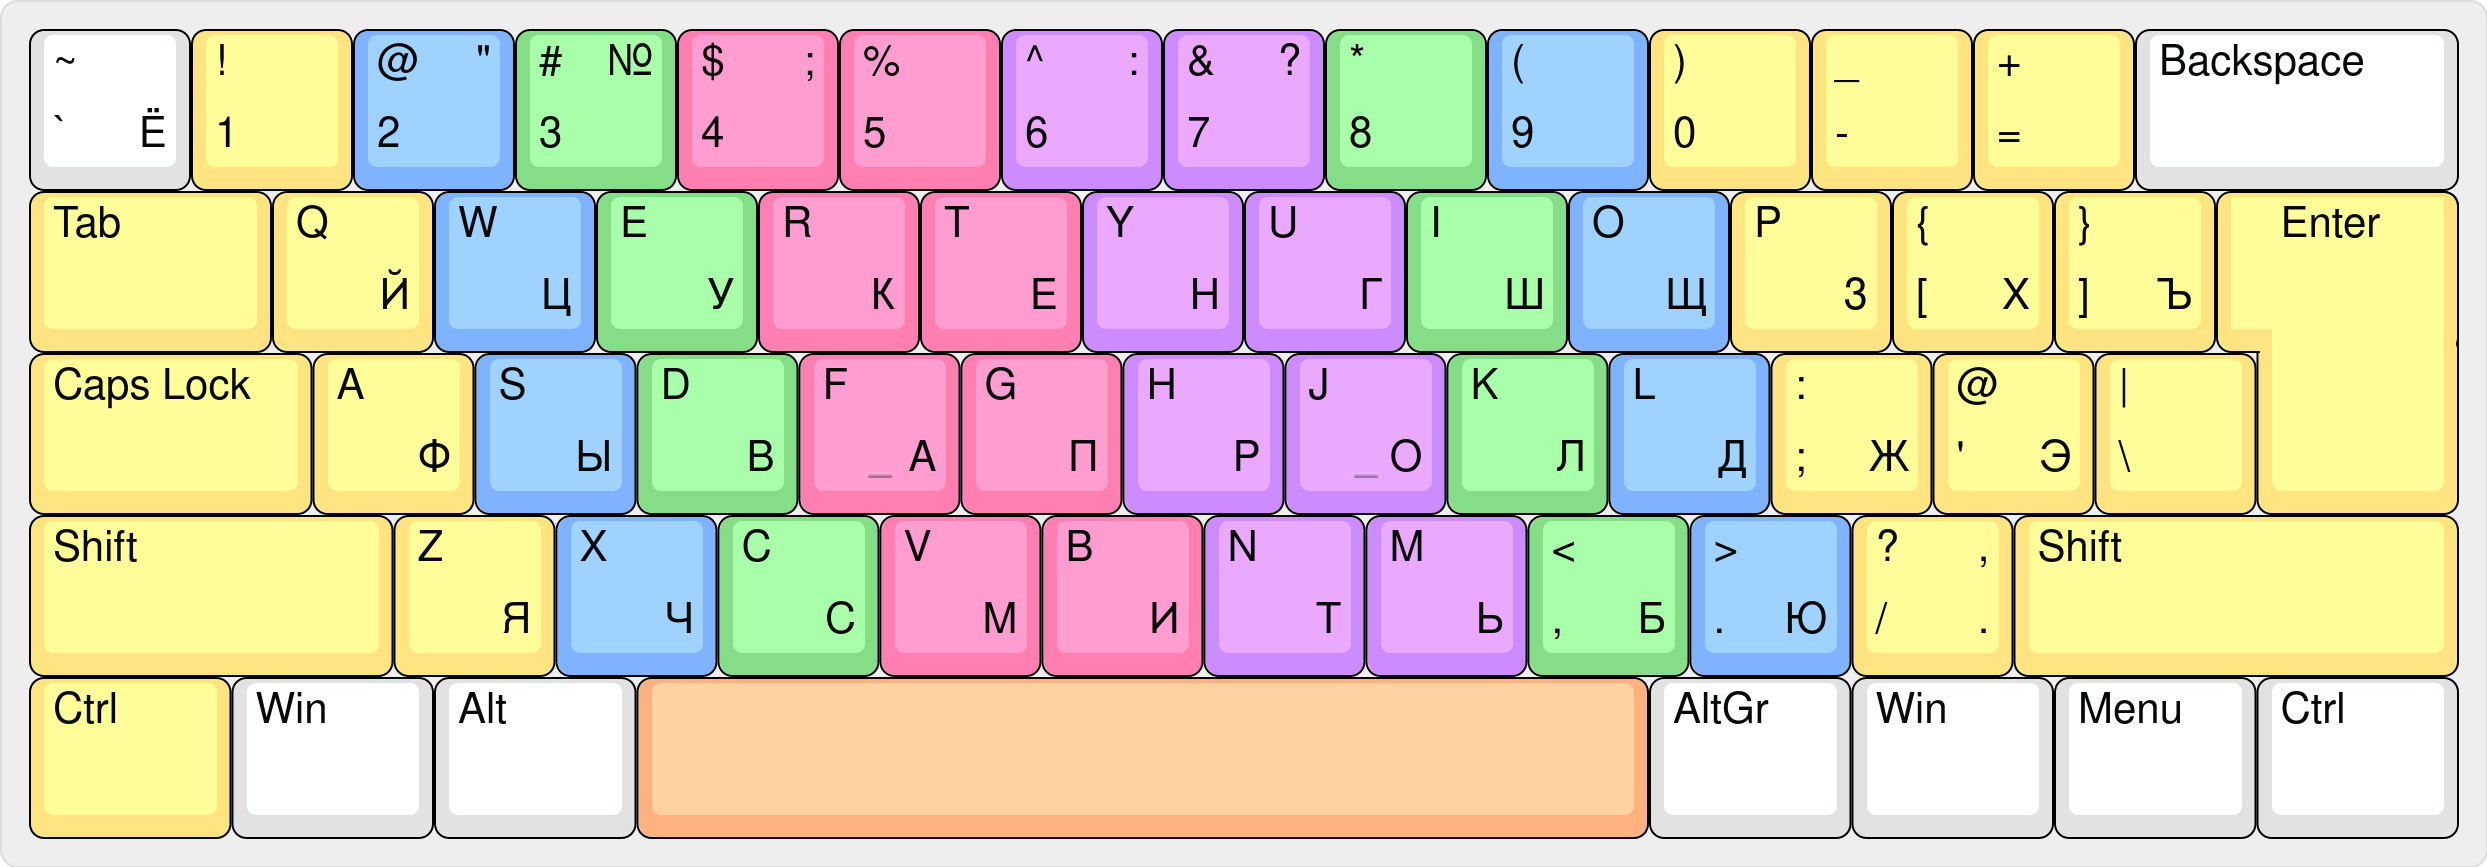 ~ ! @ " # № $ ; % ^ : & ? * ( ) _ + Backspace
` Ё 1 2 3 4 5 6 7 8 9 0 - =
Tab Q W E R T Y U I O P { } Enter
Й Ц У К Е Н Г Ш Щ З [ Х ] Ъ
Caps Lock A S D F G H J K L : @ |
Ф Ы В _ А П Р _ О Л Д ; Ж ' Э \
Shift Z X C V B N M < > ? , Shift
Я Ч С М И Т Ь , Б . Ю / .
Ctrl Win Alt AltGr Win Menu Ctrl